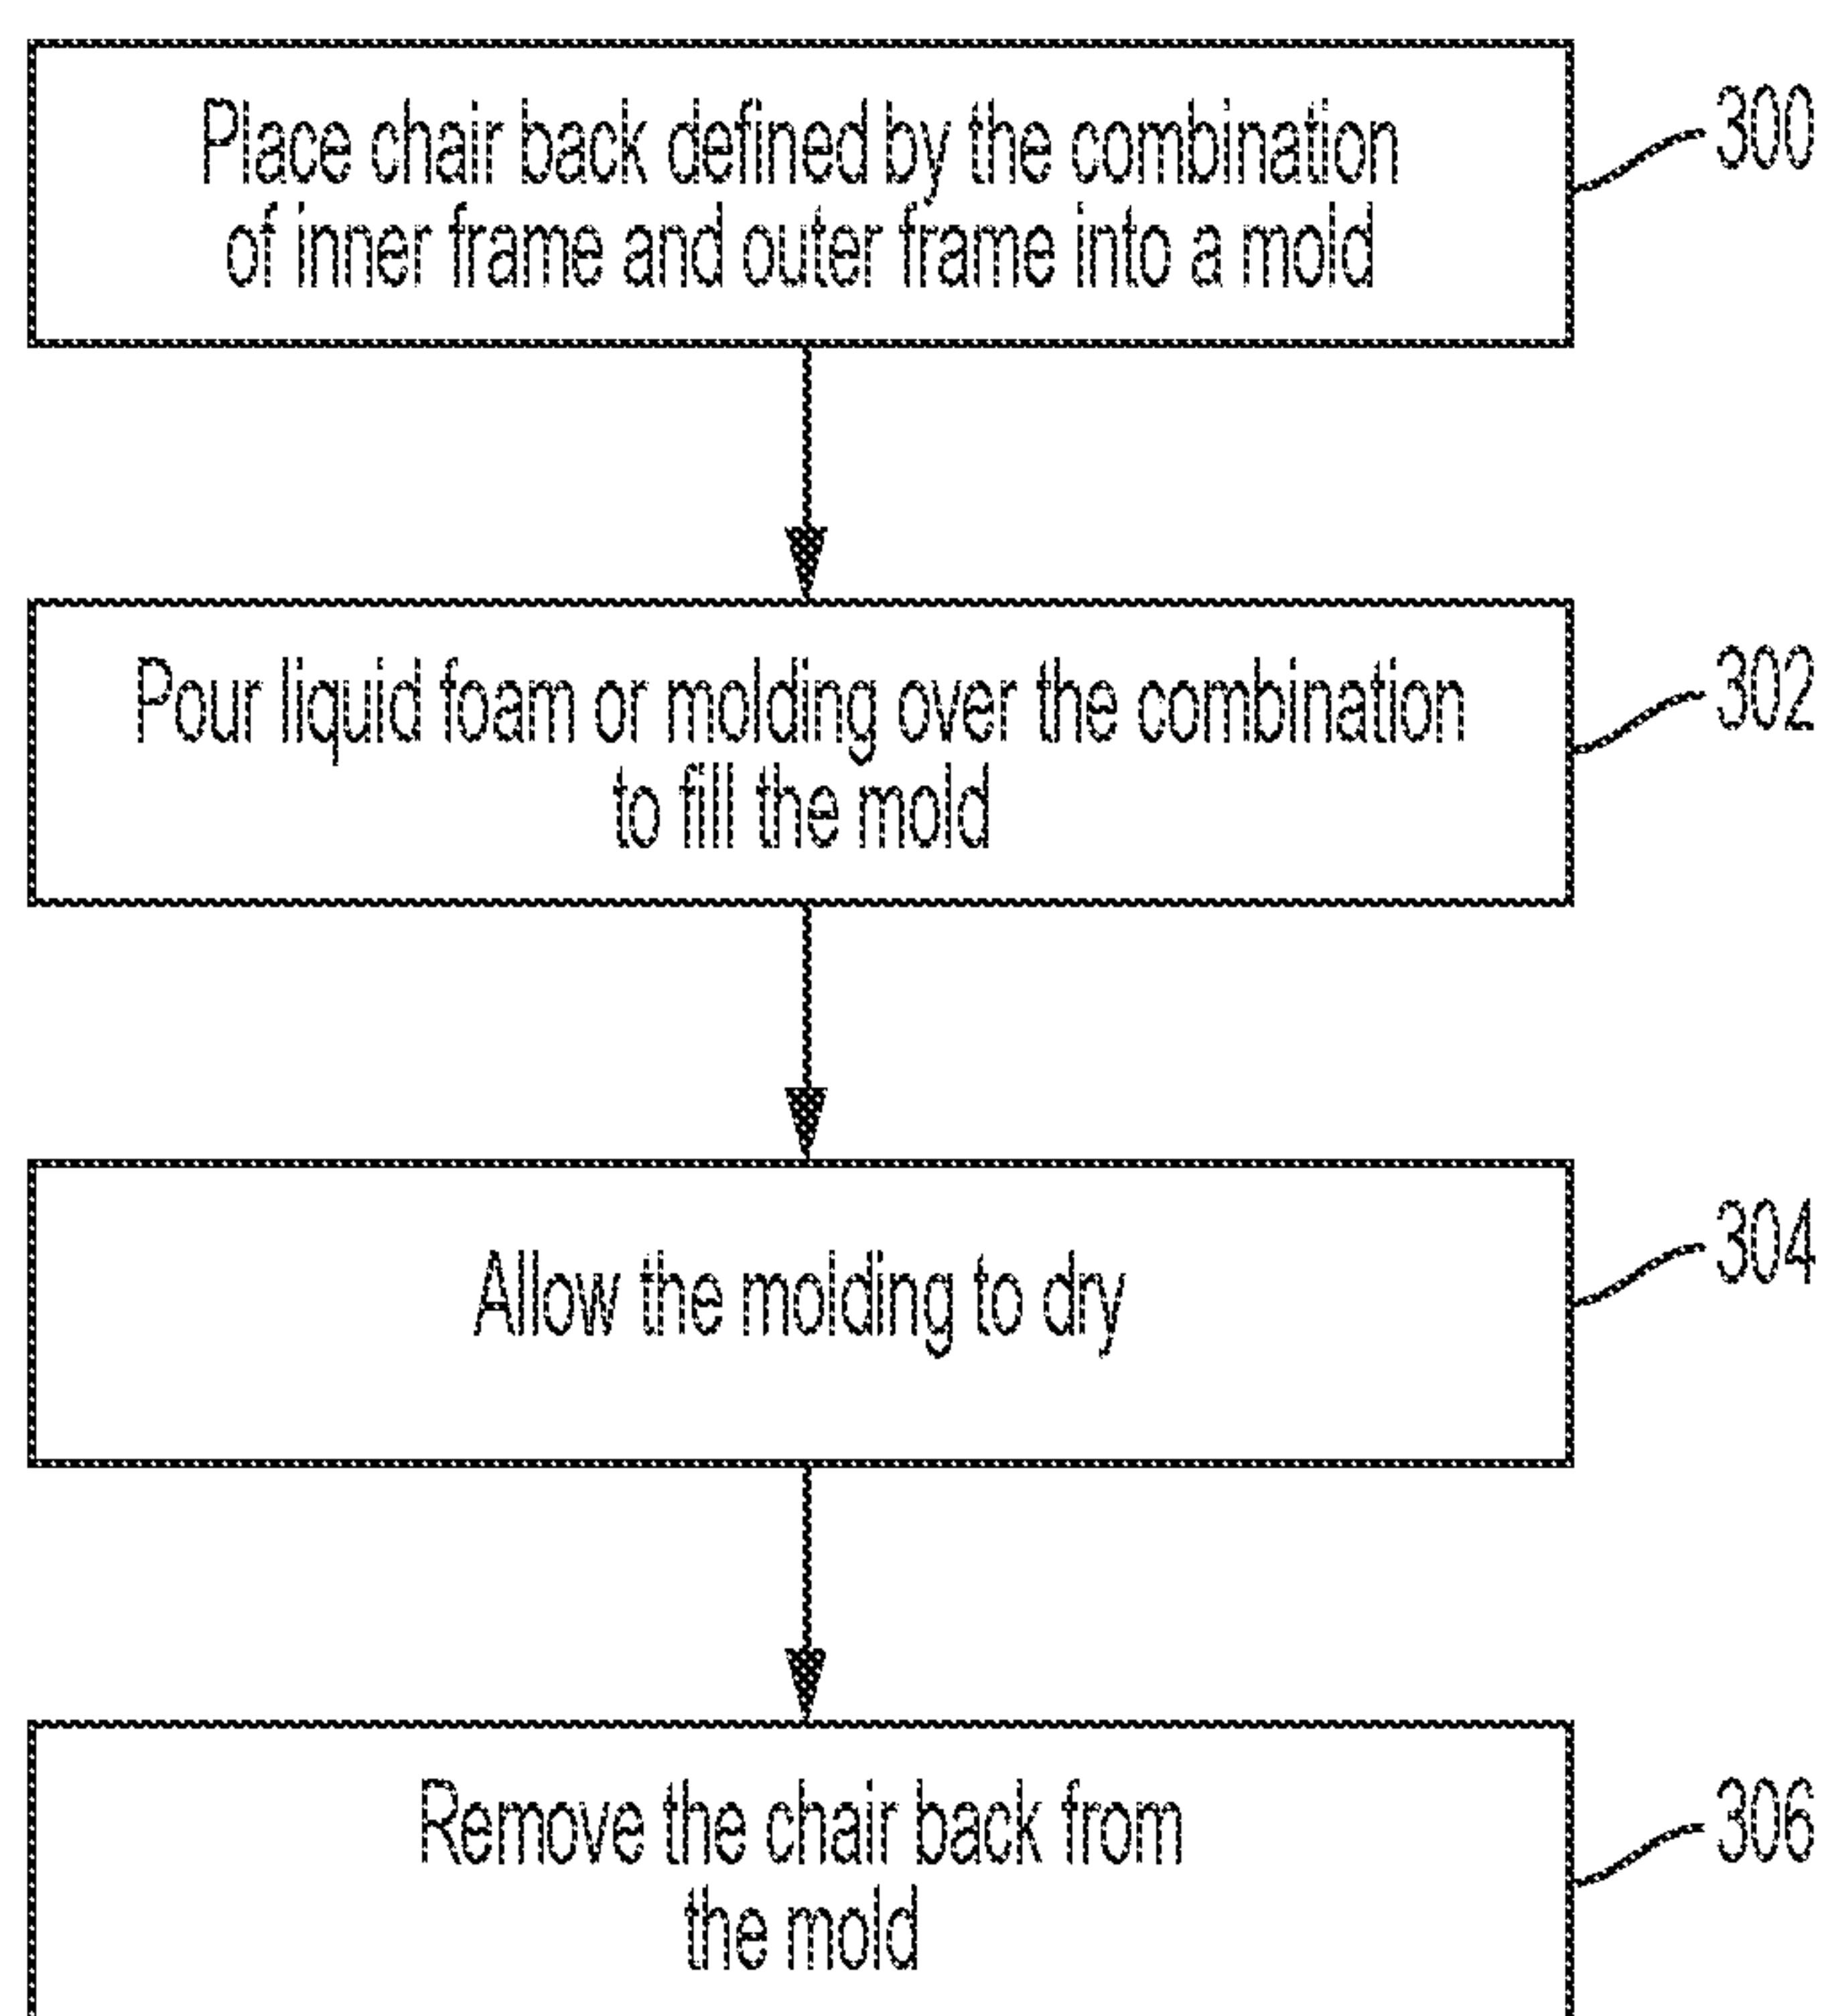 Place chair back defined by the combination
of inner frame and outer frame into a mold
300
Pour liquid foam or molding over the combination
to fill the mold
302
Allow the molding to dry
304
Remove the chair back from
the mold
306